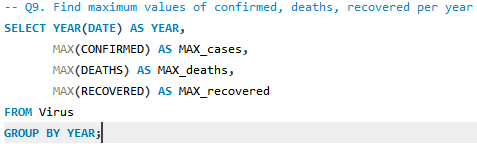 -- Q9. Find maximum values of confirmed, deaths, recovered per year
SELECT YEAR(DATE) AS YEAR,
MAX(CONFIRMED) AS MAX_cases,
MAX(DEATHS) AS MAX_deaths,
MAX(RECOVERED) AS MAX_recovered
FROM Virus
GROUP BY YEAR;